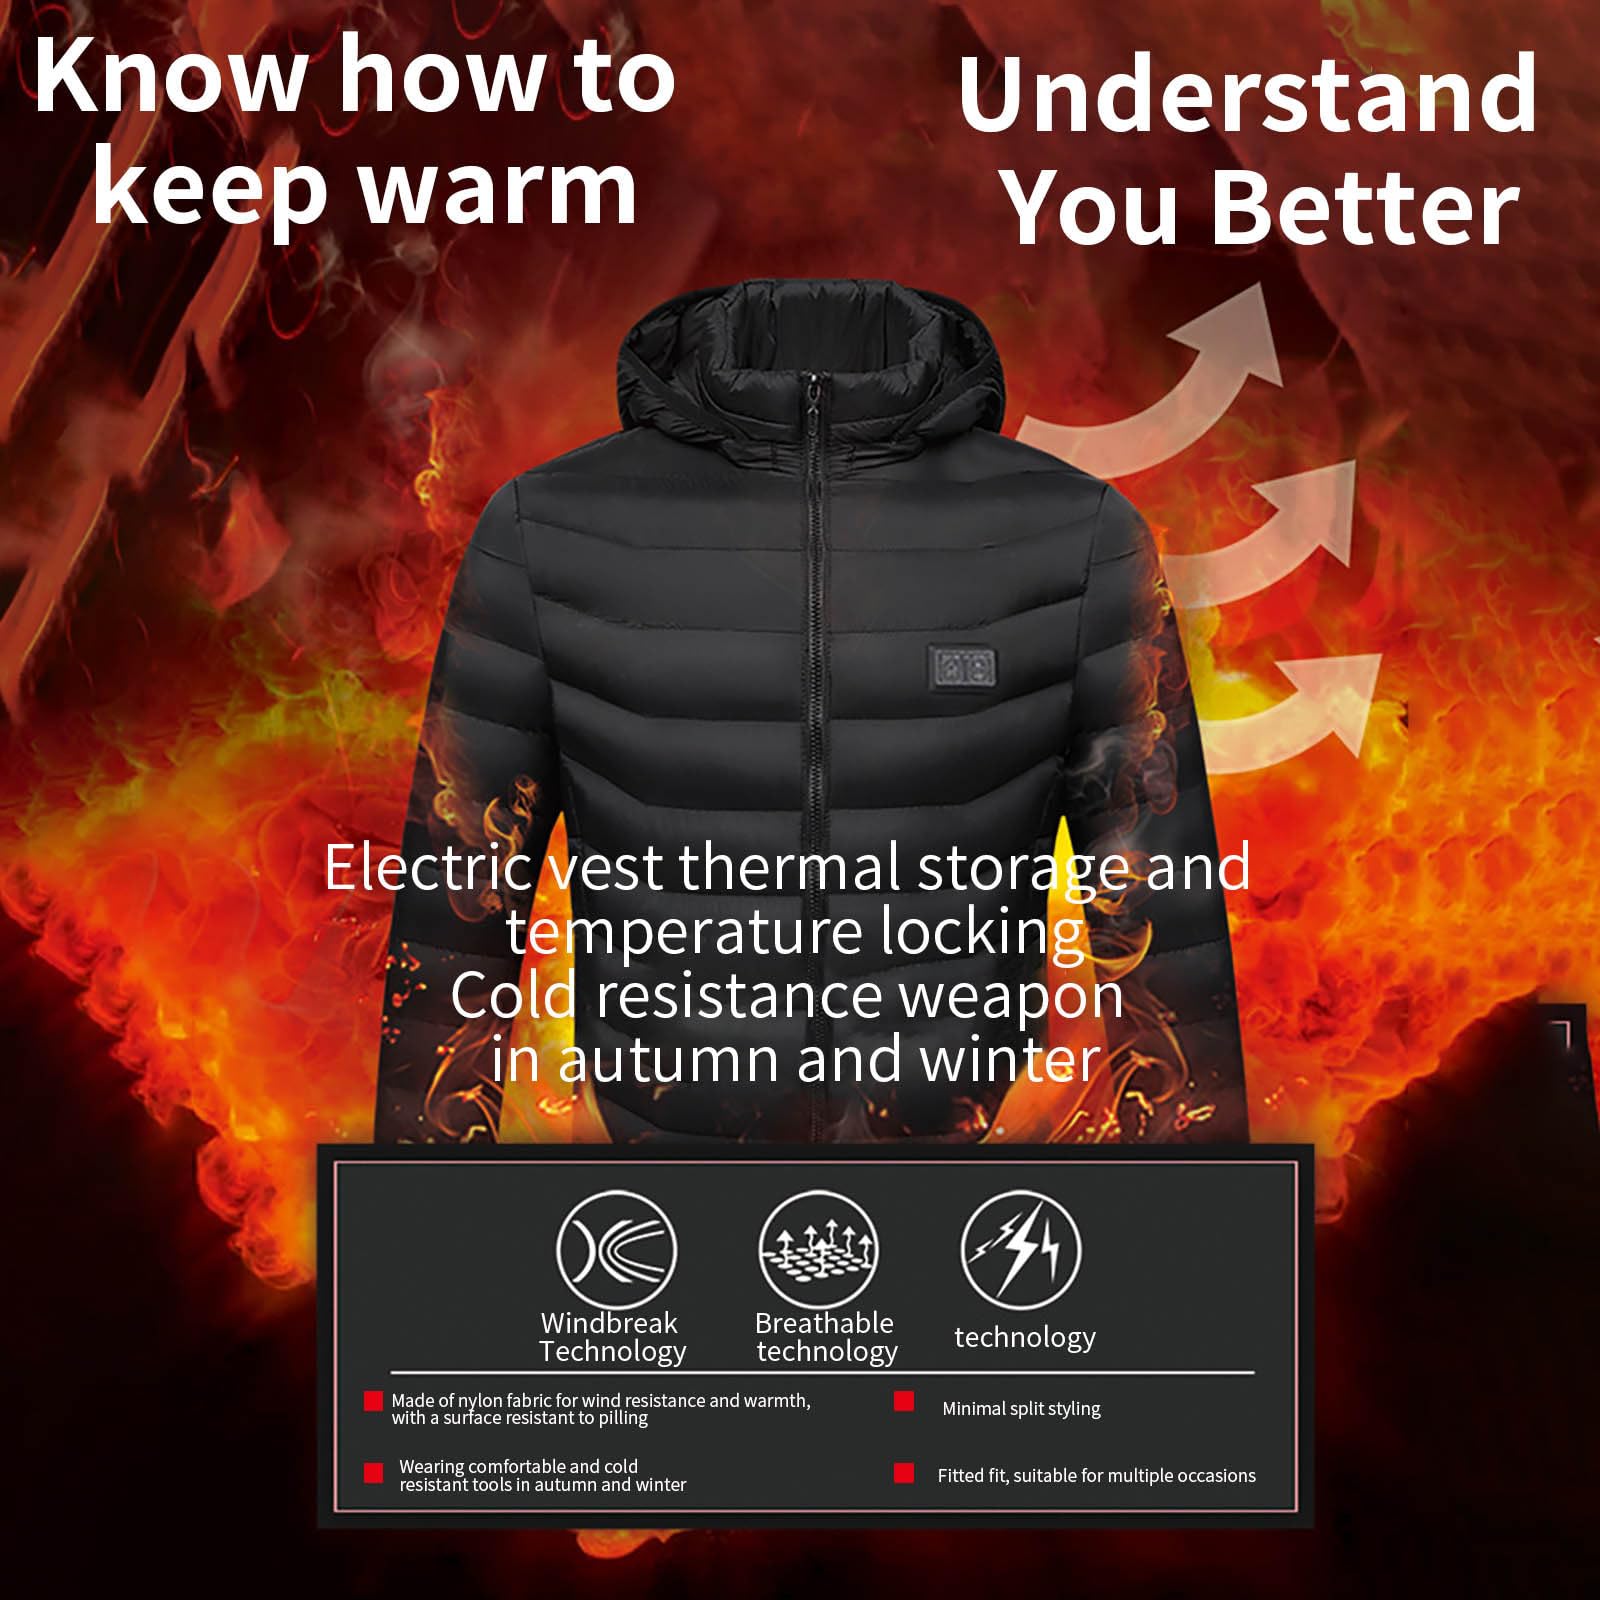 Know how to
keep warm
Understand
You Better
Electric vest thermal storage and
temperature locking
Cold resistance weapon
in autumn and winter
Windbreak
Technology
Breathable
technology
technology
Made of nylon fabric for wind resistance and warmth,
with a surface resistant to pilling
Minimal split styling
Wearing comfortable and cold
resistant tools in autumn and winter
Fitted fit, suitable for multiple occasions